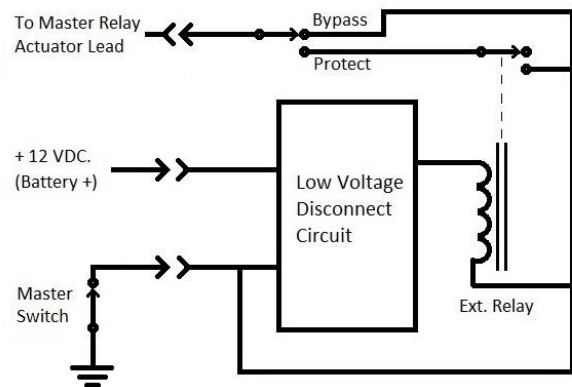 To Master Relay
Actuator Lead
Bypass
Protect
+ 12 VDC.
(Battery +)
Low Voltage
Disconnect
Circuit
Master
Switch
Ext. Relay